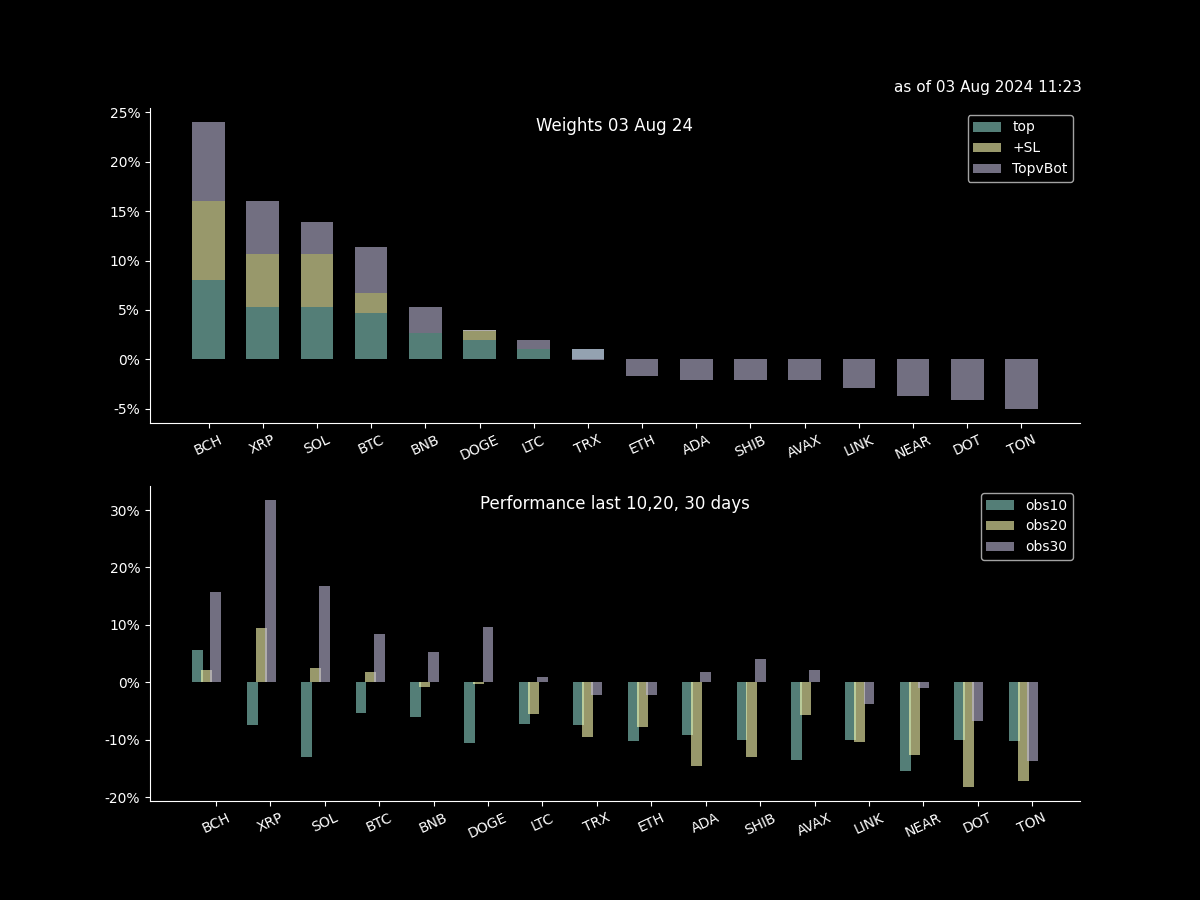 as of 03 Aug 2024 11:23
Weights 03 Aug 24
top
+SL
TopvBot
25%
20%
15%
10%
5%
0%
-5%
BCH XRP SOL BTC BNB DOGE LTC TRX ETH ADA SHIB AVAX LINK NEAR DOT TON
Performance last 10,20, 30 days
obs10
obs20
obs30
30%
20%
10%
0%
-10%
-20%
BCH XRP SOL BTC BNB DOGE LTC TRX ETH ADA SHIB AVAX LINK NEAR DOT TON